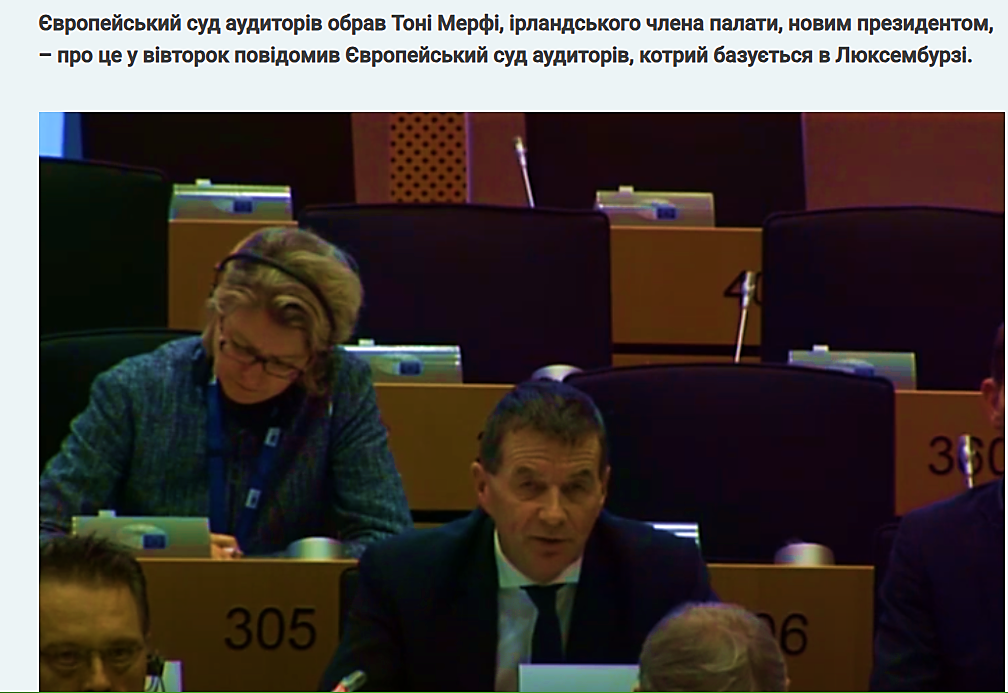 Європейський суд аудиторів обрав Тоні Мерфі, ірландського члена палати, новим президентом,
– про це у вівторок повідомив Європейський суд аудиторів, котрий базується в Люксембурзі.
360
305